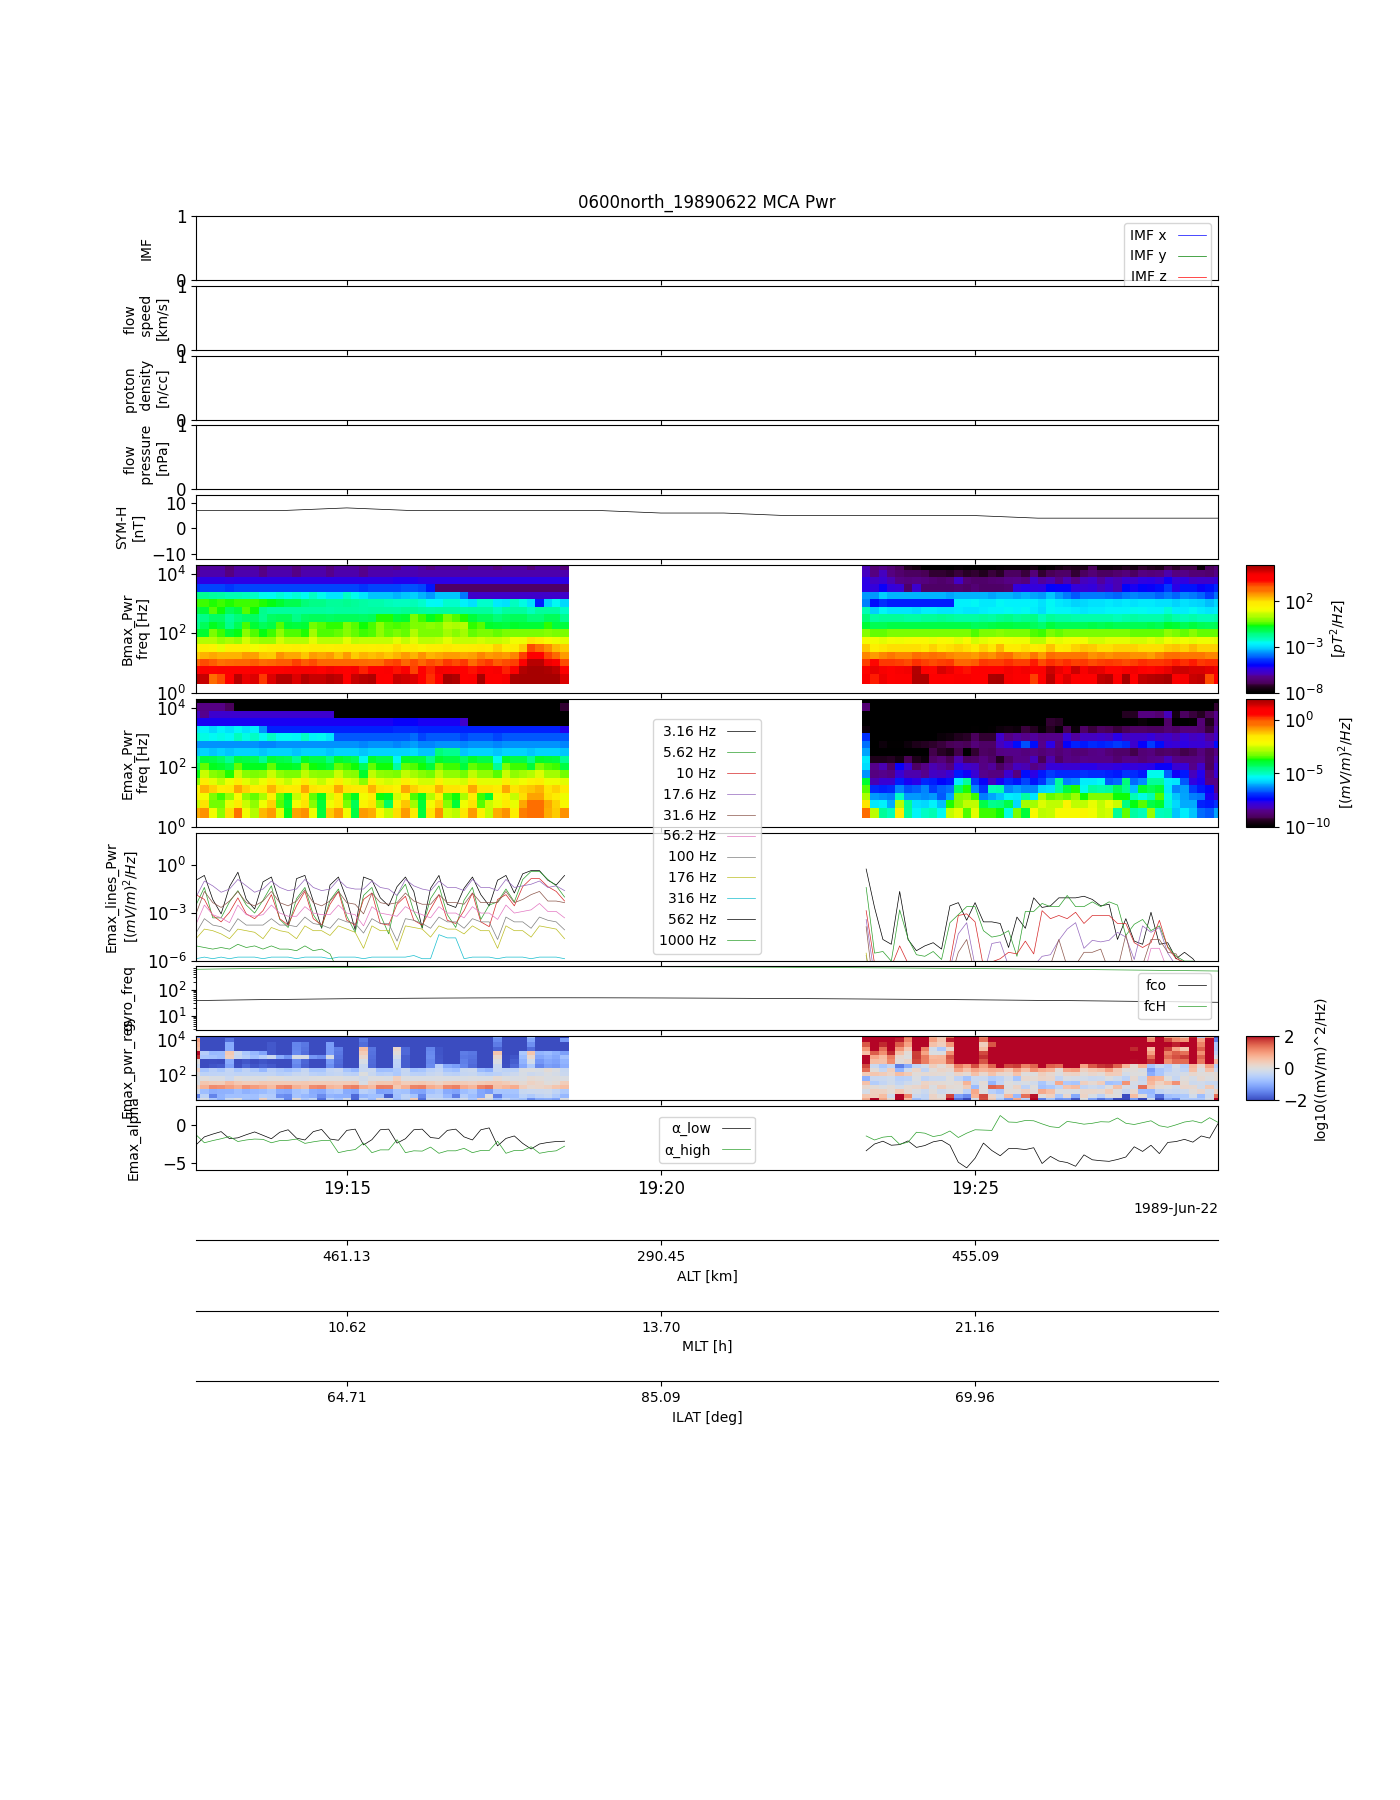 0600north_19890622 MCA Pwr
1
0
IMF
IMF x
IMF y
IMF z
1
0
flow
speed
[km/s]
1
0
proton
density
[n/cc]
1
0
flow
pressure
[nPa]
10
0
−10
SYM-H
[nT]
10^4
10^2
10^0
Bmax_Pwr
freq [Hz]
10^2
10^−3
10^−8
[pT^2/Hz]
10^4
10^2
10^0
Emax_Pwr
freq [Hz]
10^0
10^−5
10^−10
[(mV/m)^2/Hz]
3.16 Hz
5.62 Hz
10 Hz
17.6 Hz
31.6 Hz
56.2 Hz
100 Hz
176 Hz
316 Hz
562 Hz
1000 Hz
10^0
10^−3
10^−6
Emax_lines_Pwr
[(mV/m)^2/Hz]
10^2
10^1
gyro_freq
fco
fcH
10^4
10^2
Emax_pwr_res
2
0
−2
log10((mV/m)^2/Hz)
0
−5
Emax_alpha
α_low
α_high
19:15 19:20 19:25
1989-Jun-22
461.13 290.45 455.09
ALT [km]
10.62 13.70 21.16
MLT [h]
64.71 85.09 69.96
ILAT [deg]